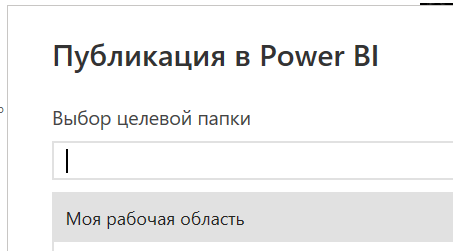 Публикация в Power BI
Выбор целевой папки
Моя рабочая область